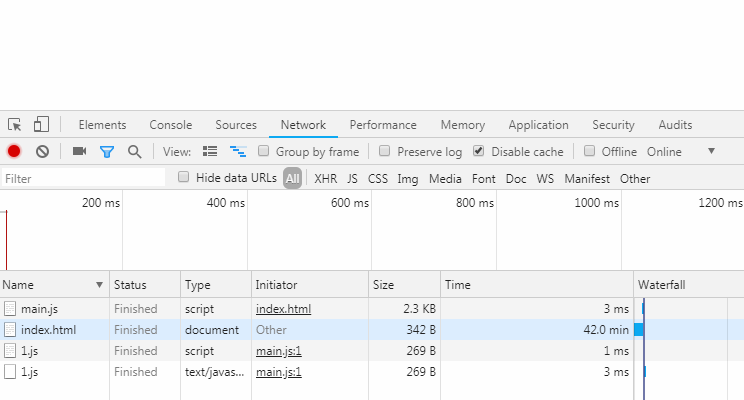 Elements Console Sources Network Performance Memory Application Security Audits
View: Group by frame Preserve log Disable cache Offline Online
Filter Hide data URLs All XHR JS CSS Img Media Font Doc WS Manifest Other
200 ms 400 ms 600 ms 800 ms 1000 ms 1200 ms
Name Status Type Initiator Size Time Waterfall
main.js Finished script index.html 2.3 KB 3 ms
index.html Finished document Other 342 B 42.0 min
1.js Finished script main.js:1 269 B 1 ms
1.js Finished text/javas... main.js:1 269 B 3 ms